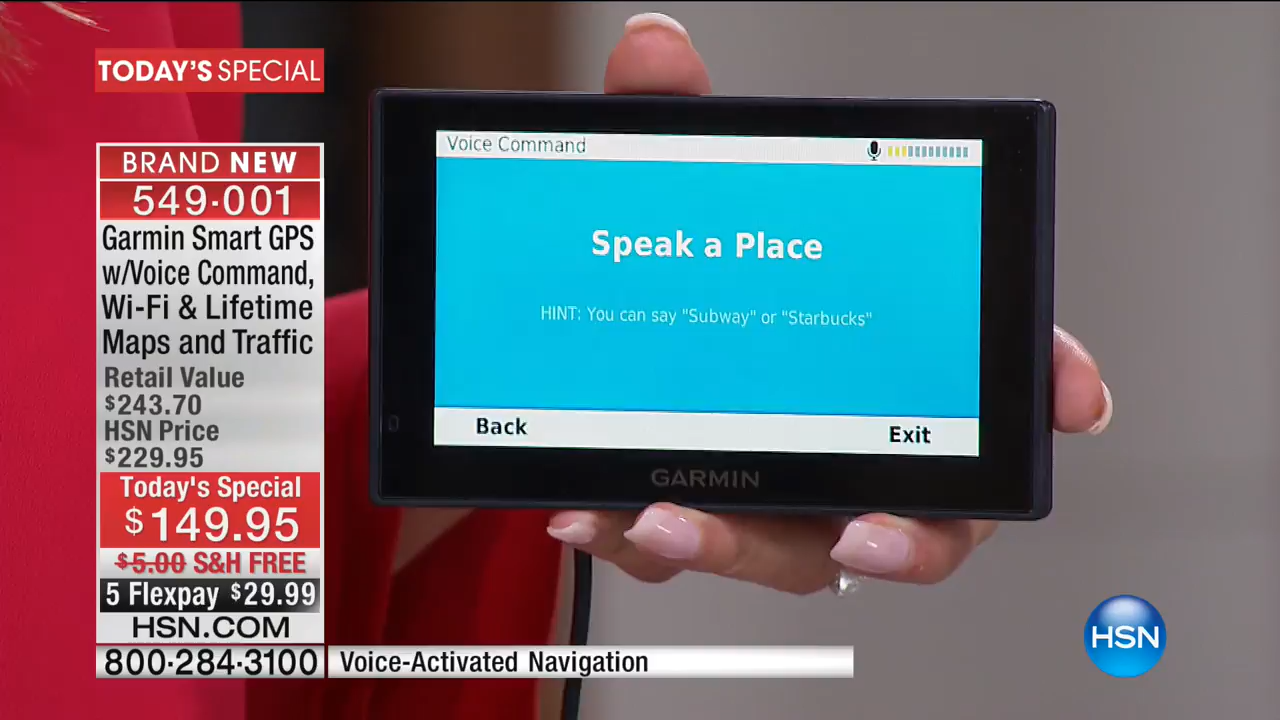 TODAY'S SPECIAL
BRAND NEW
549-001
Garmin Smart GPS
w/Voice Command,
Wi-Fi & Lifetime
Maps and Traffic
Retail Value
$243.70
HSN Price
$229.95
Today's Special
$149.95
$5.00 S&H FREE
5 Flexpay $29.99
HSN.COM
800-284-3100
Voice-Activated Navigation
Voice Command
Speak a Place
HINT: You can say "Subway" or "Starbucks"
Back
Exit
GARMIN
HSN